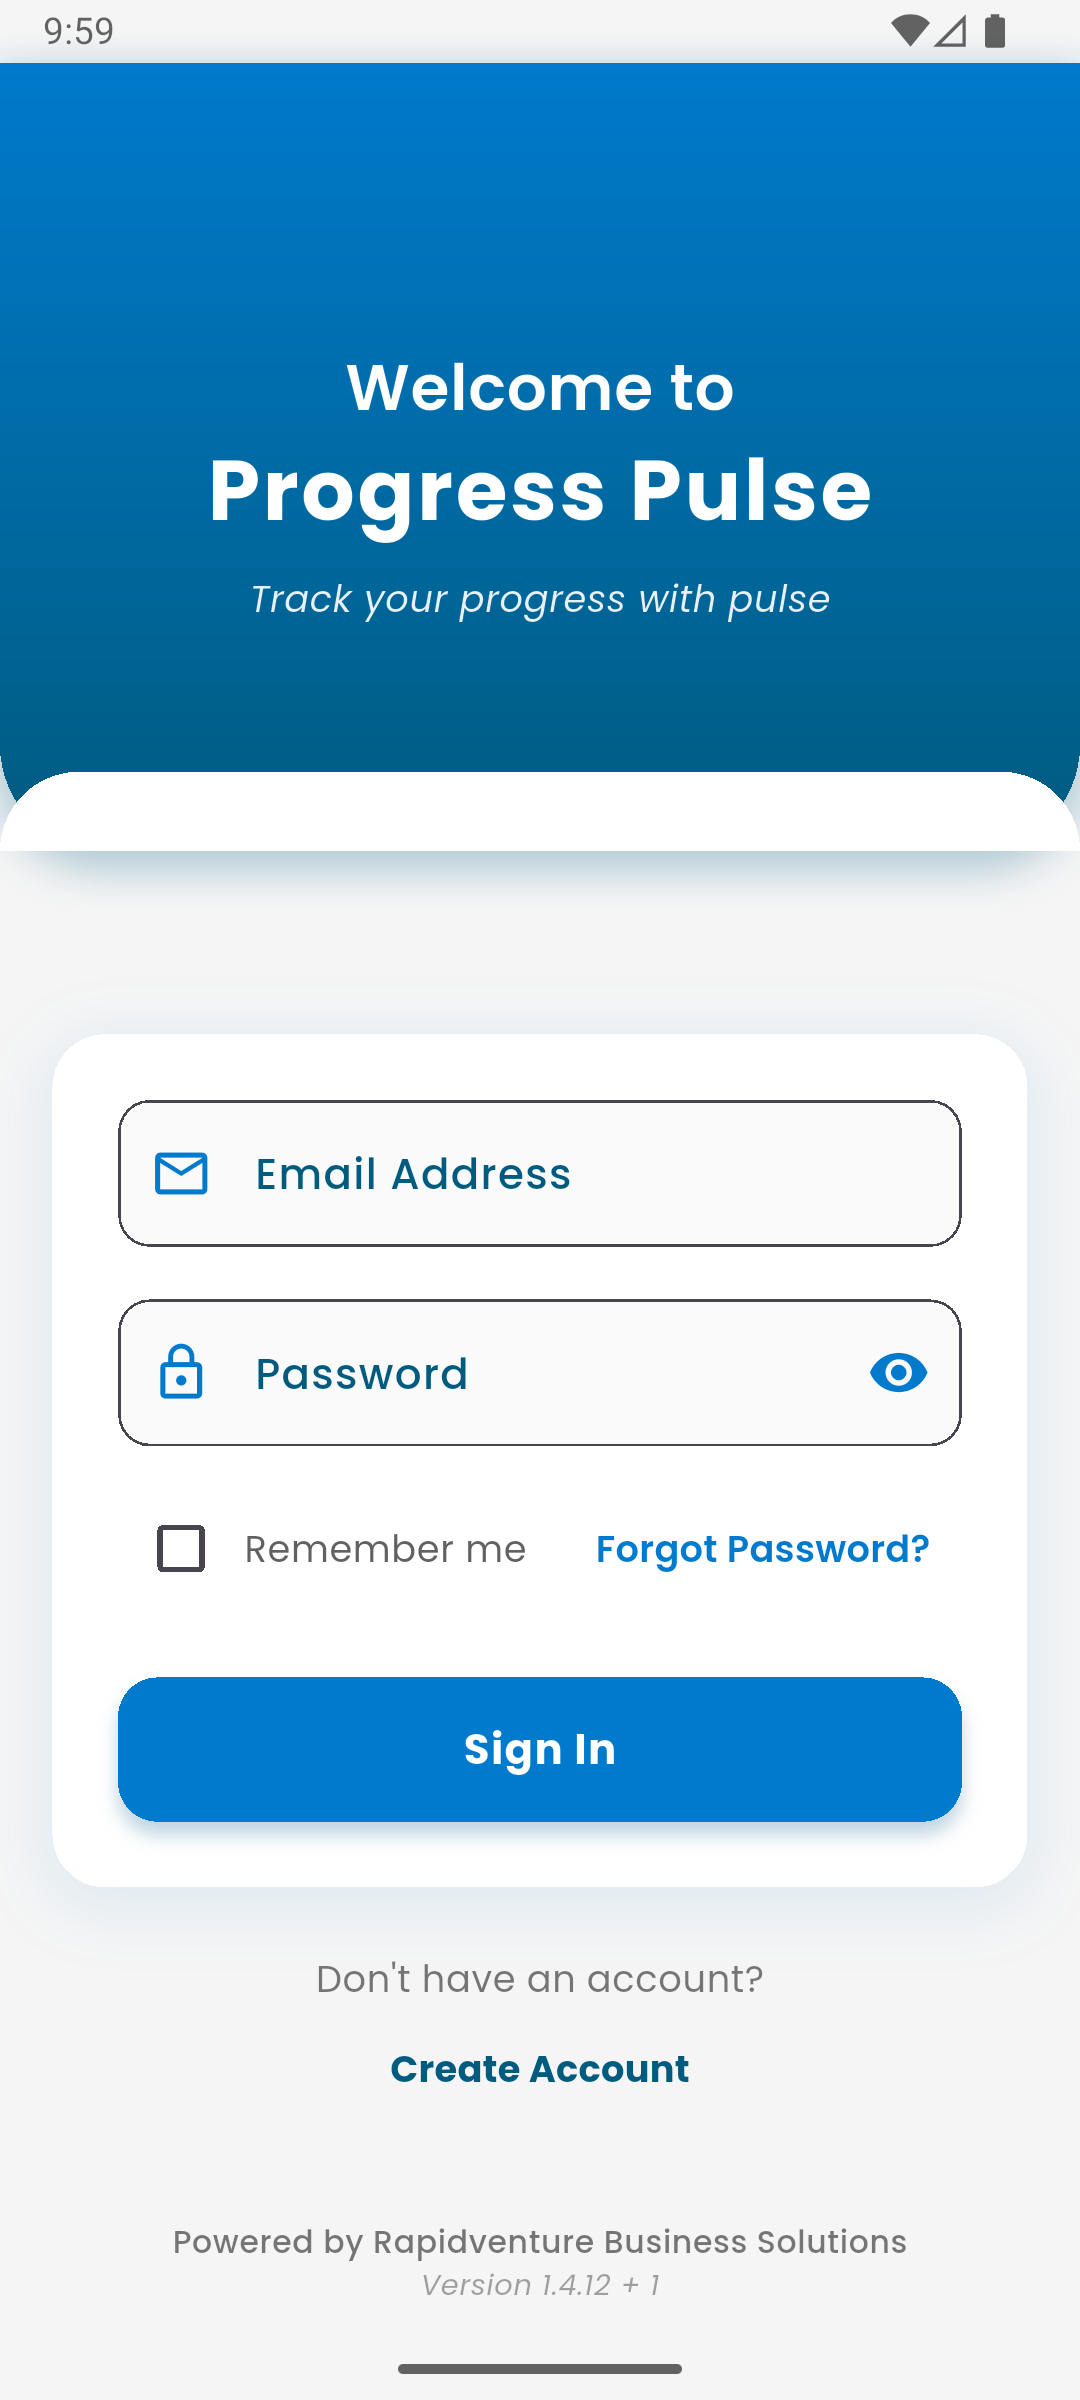 9:59
Welcome to
Progress Pulse
Track your progress with pulse
Email Address
Password
Remember me
Forgot Password?
Sign In
Don't have an account?
Create Account
Powered by Rapidventure Business Solutions
Version 1.4.12 + 1